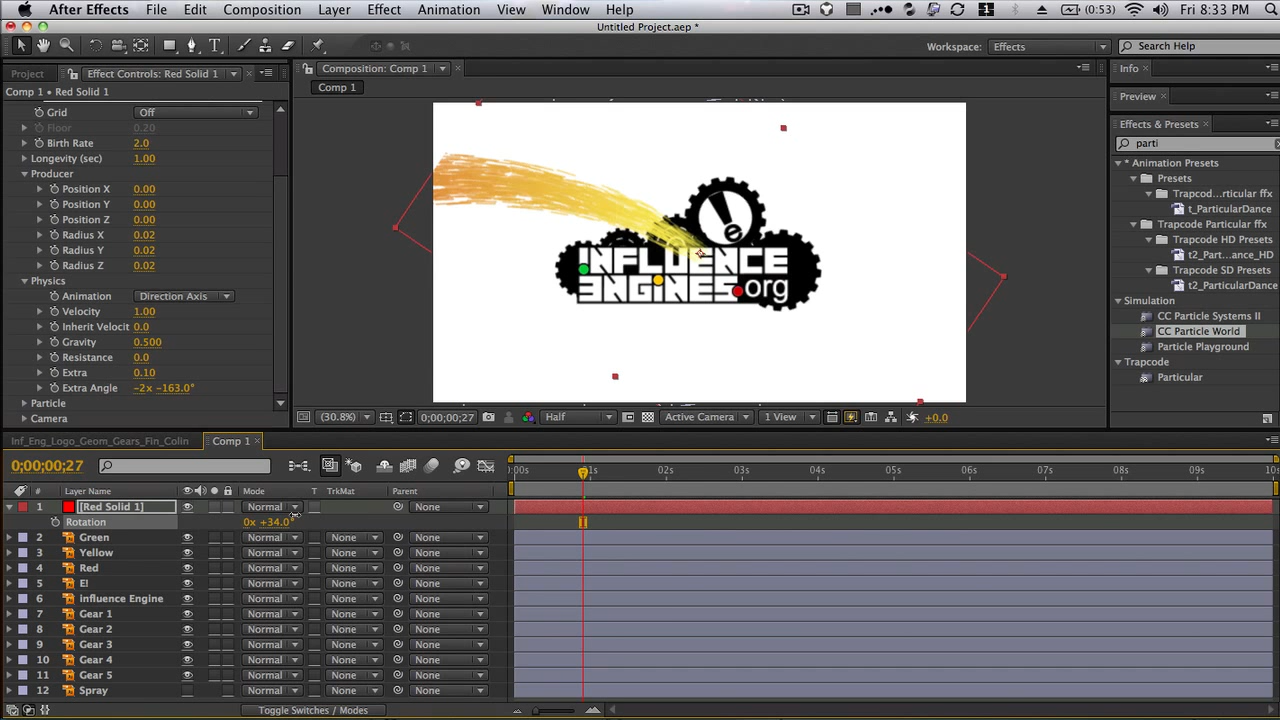 After Effects File Edit Composition Layer Effect Animation View Window Help 1 (0:53) Fri 8:33 PM
Untitled Project.aep *
Workspace: Effects Search Help
Project Effect Controls: Red Solid 1 Composition: Comp 1 Info
Comp 1 • Red Solid 1 Comp 1 Preview
Grid Off
Floor 0.20
Birth Rate 2.0
Longevity (sec) 1.00
Producer
Position X 0.00
Position Y 0.00
Position Z 0.00
Radius X 0.02
Radius Y 0.02
Radius Z 0.02
Physics
Animation Direction Axis
Velocity 1.00
Inherit Velocit 0.0
Gravity 0.500
Resistance 0.0
Extra 0.10
Extra Angle -2x -163.0°
Particle
Camera
!e
INFLUENCE
ENGINES.org
Effects & Presets
parti
* Animation Presets
Presets
Trapcod...rticular ffx
t_ParticularDance
Trapcode Particular ffx
Trapcode HD Presets
t2_Part...ance_HD
Trapcode SD Presets
t2_ParticularDance
Simulation
CC Particle Systems II
CC Particle World
Particle Playground
Trapcode
Particular
(30.8%) 0;00;00;27 Half Active Camera 1 View +0.0
Inf_Eng_Logo_Geom_Gears_Fin_Colin Comp 1
0;00;00;27 :00s 1s 02s 03s 04s 05s 06s 07s 08s 09s 10s
# Layer Name Mode T TrkMat Parent
1 [Red Solid 1] Normal None
Rotation 0x +34.0°
2 Green Normal None None
3 Yellow Normal None None
4 Red Normal None None
5 E! Normal None None
6 influence Engine Normal None None
7 Gear 1 Normal None None
8 Gear 2 Normal None None
9 Gear 3 Normal None None
10 Gear 4 Normal None None
11 Gear 5 Normal None None
12 Spray Normal None None
Toggle Switches / Modes